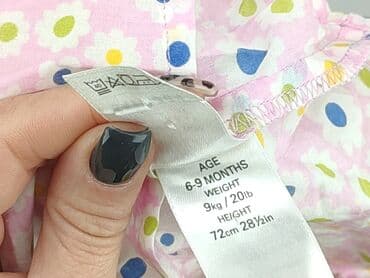 AGE
6-9 MONTHS
WEIGHT
9kg / 20lb
HEIGHT
72cm 28½in